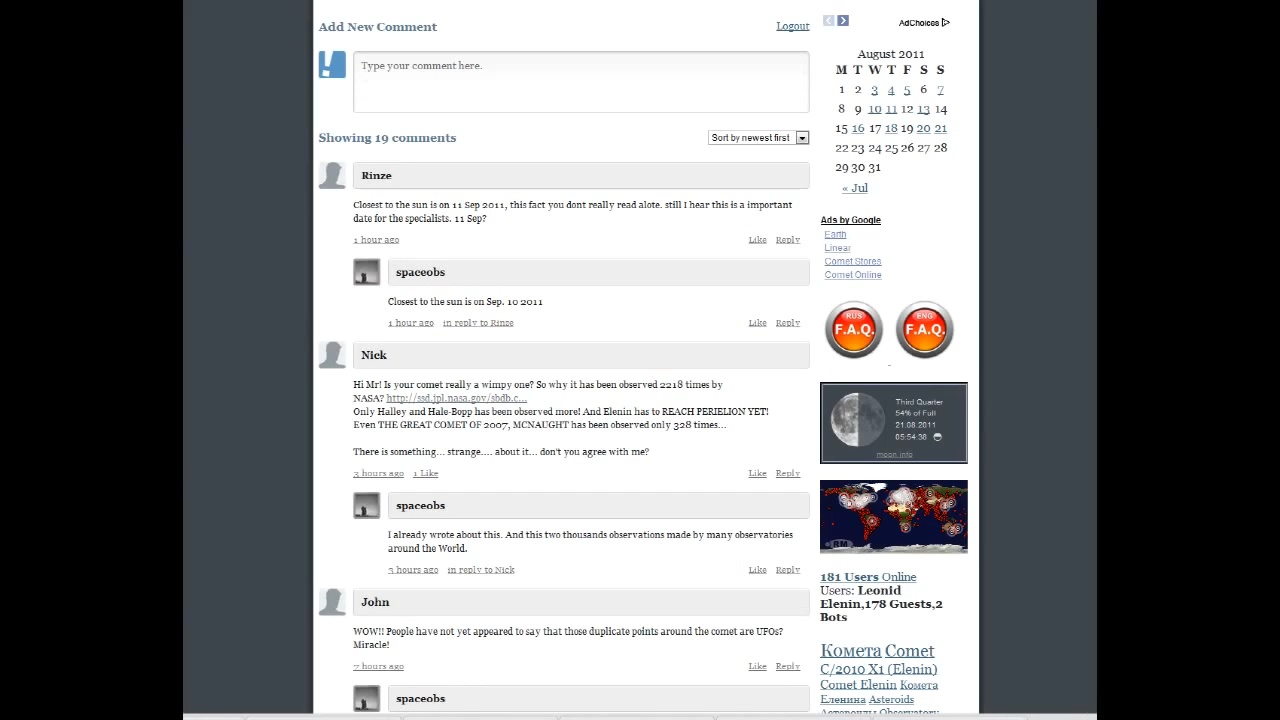 Add New Comment
Logout
Type your comment here.
Showing 19 comments
Sort by newest first
Rinze
Closest to the sun is on 11 Sep 2011, this fact you dont really read alote. still I hear this is a important
date for the specialists. 11 Sep?
1 hour ago
Like Reply
spaceobs
Closest to the sun is on Sep. 10 2011
1 hour ago in reply to Rinze
Like Reply
Nick
Hi Mr! Is your comet really a wimpy one? So why it has been observed 2218 times by
NASA? http://ssd.jpl.nasa.gov/sbdb.c...
Only Halley and Hale-Bopp has been observed more! And Elenin has to REACH PERIELION YET!
Even THE GREAT COMET OF 2007, MCNAUGHT has been observed only 328 times...
There is something... strange.... about it... don't you agree with me?
3 hours ago 1 Like
Like Reply
spaceobs
I already wrote about this. And this two thousands observations made by many observatories
around the World.
3 hours ago in reply to Nick
Like Reply
John
WOW!! People have not yet appeared to say that those duplicate points around the comet are UFOs?
Miracle!
7 hours ago
Like Reply
spaceobs
AdChoices
August 2011
M T W T F S S
1 2 3 4 5 6 7
8 9 10 11 12 13 14
15 16 17 18 19 20 21
22 23 24 25 26 27 28
29 30 31
« Jul
Ads by Google
Earth
Linear
Comet Stores
Comet Online
RUS
F.A.Q.
ENG
F.A.Q.
Third Quarter
54% of Full
21.08.2011
05:54:38
moon info
RM
181 Users Online
Users: Leonid
Elenin,178 Guests,2
Bots
Комета Comet
C/2010 X1 (Elenin)
Comet Elenin Комета
Еленина Asteroids
Астероиды Observatory